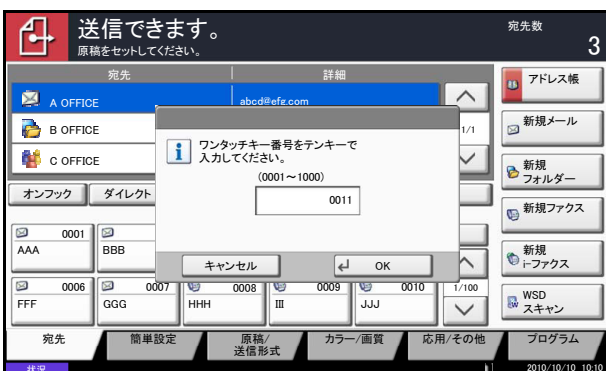 送信できます。
原稿をセットしてください。
宛先数
3
宛先
詳細
A OFFICE
abcd@efg.com
B OFFICE
C OFFICE
1/1
アドレス帳
新規メール
新規
フォルダー
新規ファクス
新規
i-ファクス
WSD
スキャン
ワンタッチキー番号をテンキーで
入力してください。
(0001~1000)
0011
キャンセル
OK
オンフック
ダイレクト
0001
AAA
BBB
0006
FFF
0007
GGG
0008
HHH
0009
III
0010
JJJ
1/100
宛先
簡単設定
原稿/
送信形式
カラー/画質
応用/その他
プログラム
状況
2010/10/10 10:10